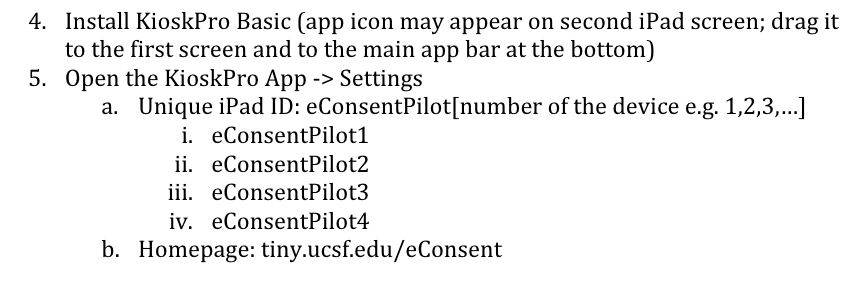 4. Install KioskPro Basic (app icon may appear on second iPad screen; drag it
to the first screen and to the main app bar at the bottom)
5. Open the KioskPro App -> Settings
a. Unique iPad ID: eConsentPilot[number of the device e.g. 1,2,3,...]
i. eConsentPilot1
ii. eConsentPilot2
iii. eConsentPilot3
iv. eConsentPilot4
b. Homepage: tiny.ucsf.edu/eConsent